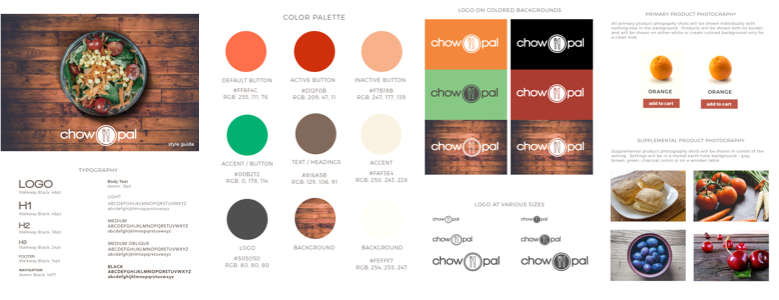 chow pal
style guide
TYPOGRAPHY
LOGO
Walkway Black, 48pt
H1
Walkway Black, 36pt
H2
Walkway Black, 30pt
H3
Walkway Black, 24pt
FOOTER
Walkway Black, 14pt
NAVIGATION
Avenir Black, 14PT
Body Text
Avenir, 16pt
LIGHT
ABCDEFGHIJKLMNOPQRSTUVWXYZ
abcdefghijklmnopqrstuvwxyz
MEDIUM
ABCDEFGHIJKLMNOPQRSTUVWXYZ
abcdefghijklmnopqrstuvwxyz
MEDIUM OBLIQUE
ABCDEFGHIJKLMNOPQRSTUVWXYZ
abcdefghijklmnopqrstuvwxyz
BLACK
ABCDEFGHIJKLMNOPQRSTUVWXYZ
abcdefghijklmnopqrstuvwxyz
COLOR PALETTE
DEFAULT BUTTON
#FF6F4C
RGB: 255, 111, 76
ACTIVE BUTTON
#D12F0B
RGB: 209, 47, 11
INACTIVE BUTTON
#F7B18B
RGB: 247, 177, 139
ACCENT / BUTTON
#00B272
RGB: 0, 178, 114
TEXT / HEADINGS
#816A5B
RGB: 129, 106, 91
ACCENT
#FAF3E4
RGB: 250, 243, 228
LOGO
#505050
RGB: 80, 80, 80
BACKGROUND
BACKGROUND
#FEFFF7
RGB: 254, 255, 247
LOGO ON COLORED BACKGROUNDS
chow pal
chow pal
chow pal
chow pal
chow pal
chow pal
LOGO AT VARIOUS SIZES
chow pal
chow pal
chow pal
chow pal
chow pal
chow pal
PRIMARY PRODUCT PHOTOGRAPHY
All primary product photography shots will be shown individually with
nothing else in the background. Products will be shown with no border,
and will be shown on either white or cream colored background only for
a clean look.
ORANGE
add to cart
ORANGE
add to cart
SUPPLEMENTAL PRODUCT PHOTOGRAPHY
Supplemental product photography shots will be shown in context of the
setting. Settings will be in a muted earth-tone background - gray,
brown, green, charcoal colors or on a wooden table.